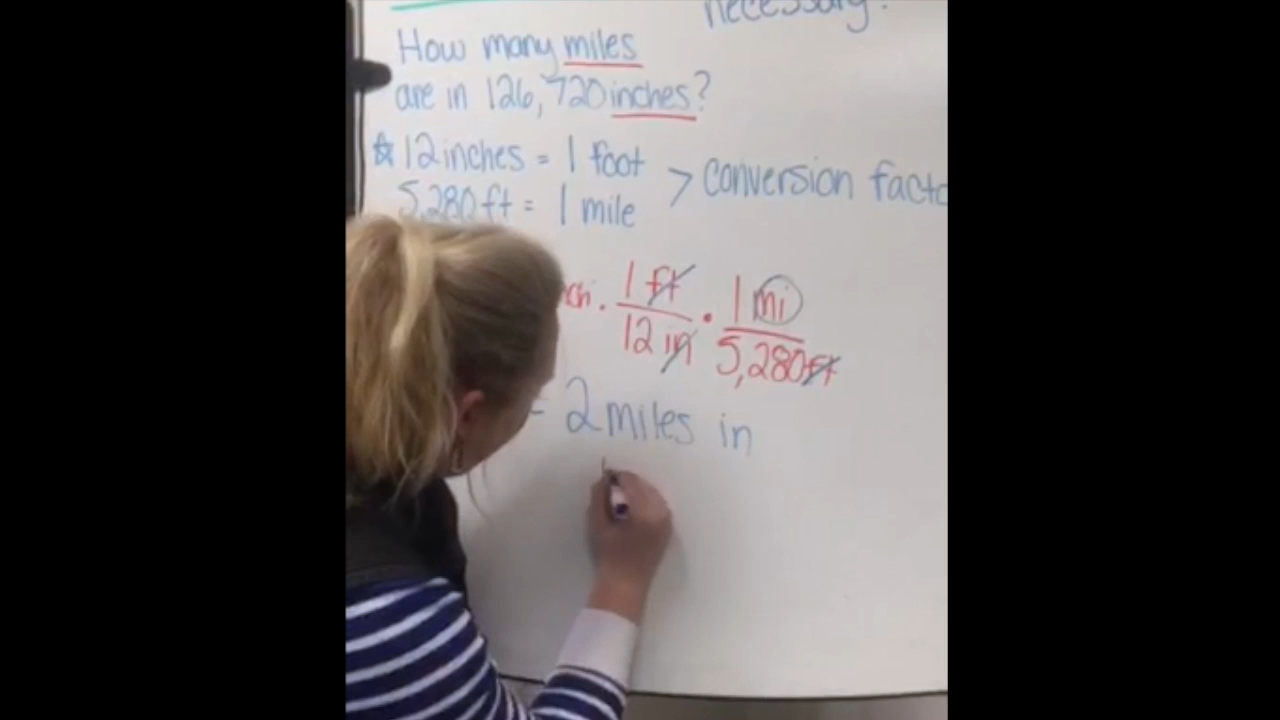 necessary.
How many miles
are in 126,720 inches?
☆ 12 inches = 1 foot
5,280 ft = 1 mile
> conversion facto
1 ft
12 in
· 1 mi
5,280 ft
= 2 miles in